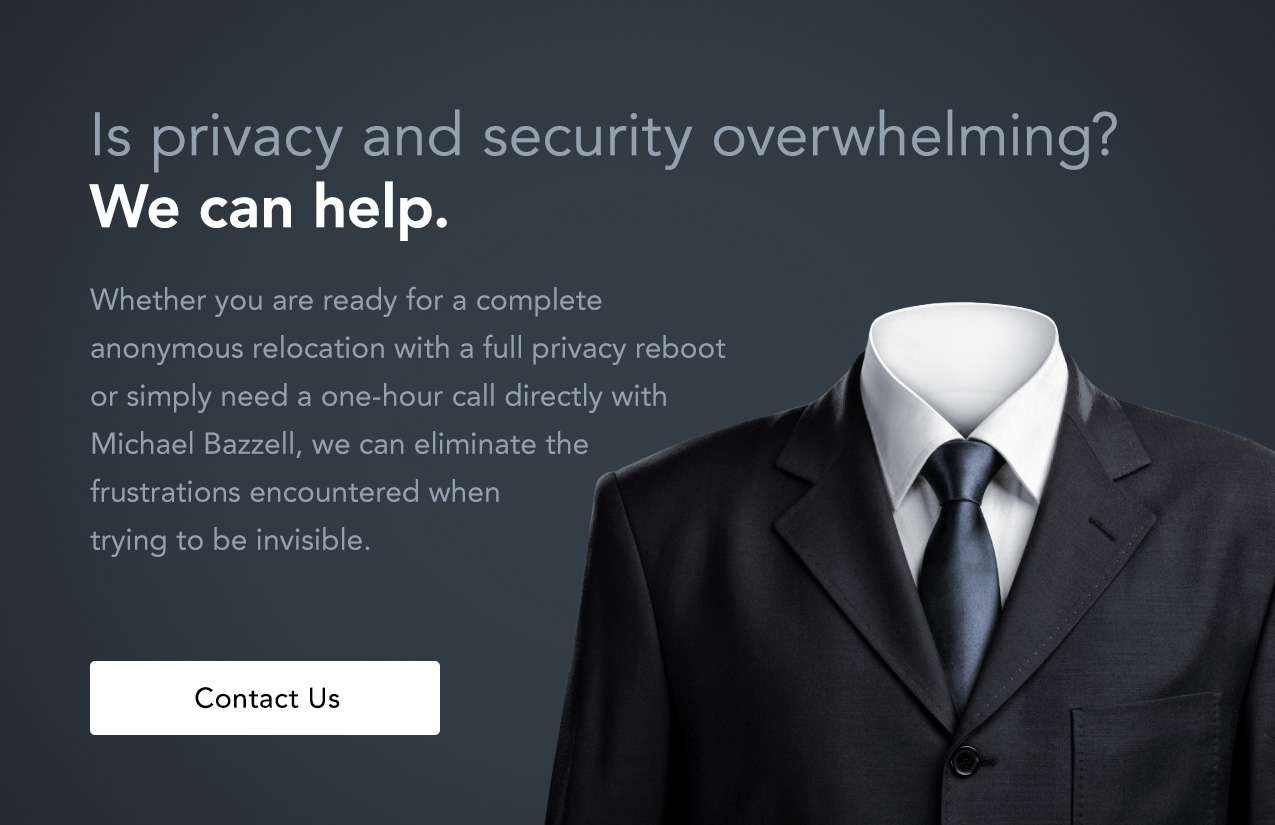 Is privacy and security overwhelming?
We can help.
Whether you are ready for a complete
anonymous relocation with a full privacy reboot
or simply need a one-hour call directly with
Michael Bazzell, we can eliminate the
frustrations encountered when
trying to be invisible.
Contact Us